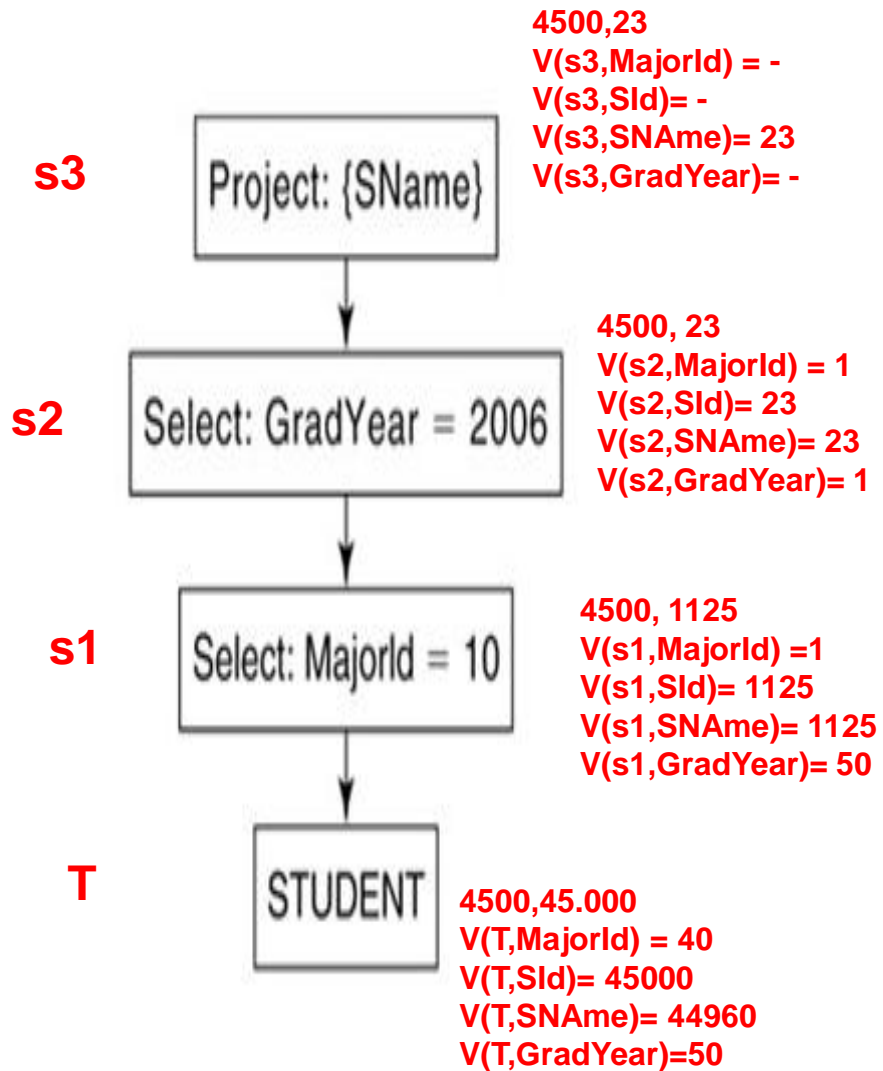 4500,23
V(s3,MajorId) = -
V(s3,SId)= -
V(s3,SNAme)= 23
V(s3,GradYear)= -
s3
Project: {SName}
4500, 23
V(s2,MajorId) = 1
V(s2,SId)= 23
V(s2,SNAme)= 23
V(s2,GradYear)= 1
s2
Select: GradYear = 2006
4500, 1125
V(s1,MajorId) =1
V(s1,SId)= 1125
V(s1,SNAme)= 1125
V(s1,GradYear)= 50
s1
Select: MajorId = 10
T
STUDENT
4500,45.000
V(T,MajorId) = 40
V(T,SId)= 45000
V(T,SNAme)= 44960
V(T,GradYear)=50